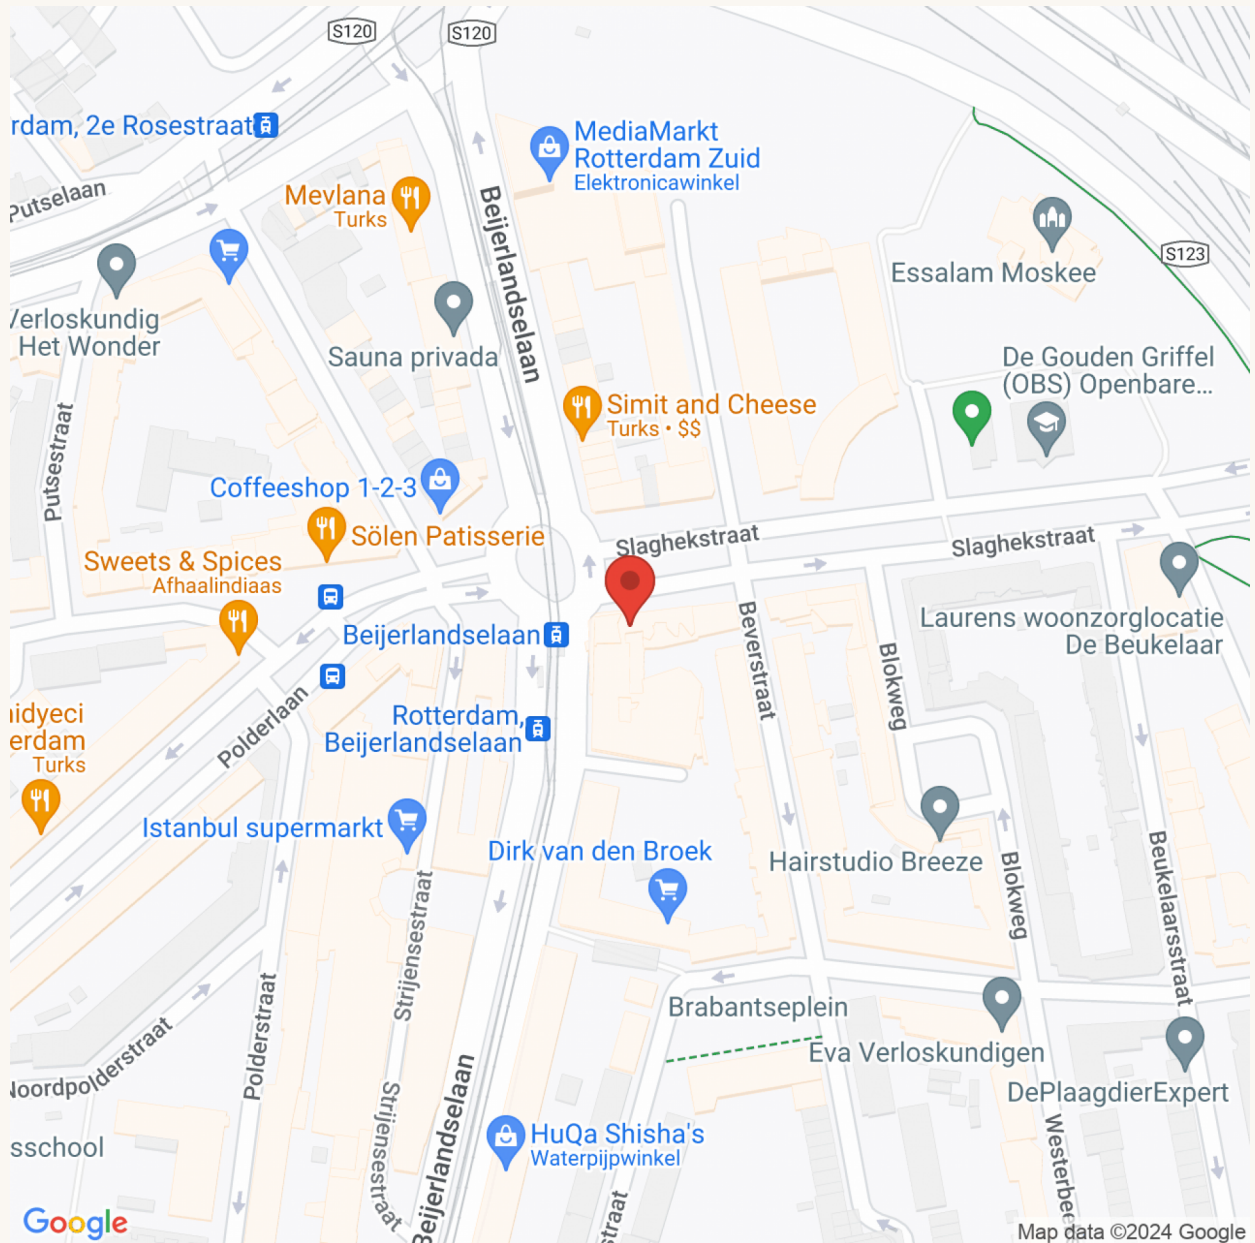 S120
S120
rdam, 2e Rosestraat
MediaMarkt
Rotterdam Zuid
Elektronicawinkel
Putselaan
Mevlana
Turks
Beijerlandselaan
Essalam Moskee
S123
Verloskundig
Het Wonder
Sauna privada
De Gouden Griffel
(OBS) Openbare...
Simit and Cheese
Turks • $$
Putsestraat
Coffeeshop 1-2-3
Sölen Patisserie
Slaghekstraat
Slaghekstraat
Sweets & Spices
Afhaalindiaas
Beijerlandselaan
Laurens woonzorglocatie
De Beukelaar
Beverstraat
Blokweg
Polderlaan
Rotterdam,
Beijerlandselaan
idyeci
erdam
Turks
Istanbul supermarkt
Dirk van den Broek
Hairstudio Breeze
Blokweg
Beukelaarsstraat
Strijensestraat
Polderstraat
Brabantseplein
Eva Verloskundigen
Noordpolderstraat
DePlaagdierExpert
Strijensestraat
Beijerlandselaan
HuQa Shisha's
Waterpijpwinkel
sschool
Westerbee
straat
Google
Map data ©2024 Google